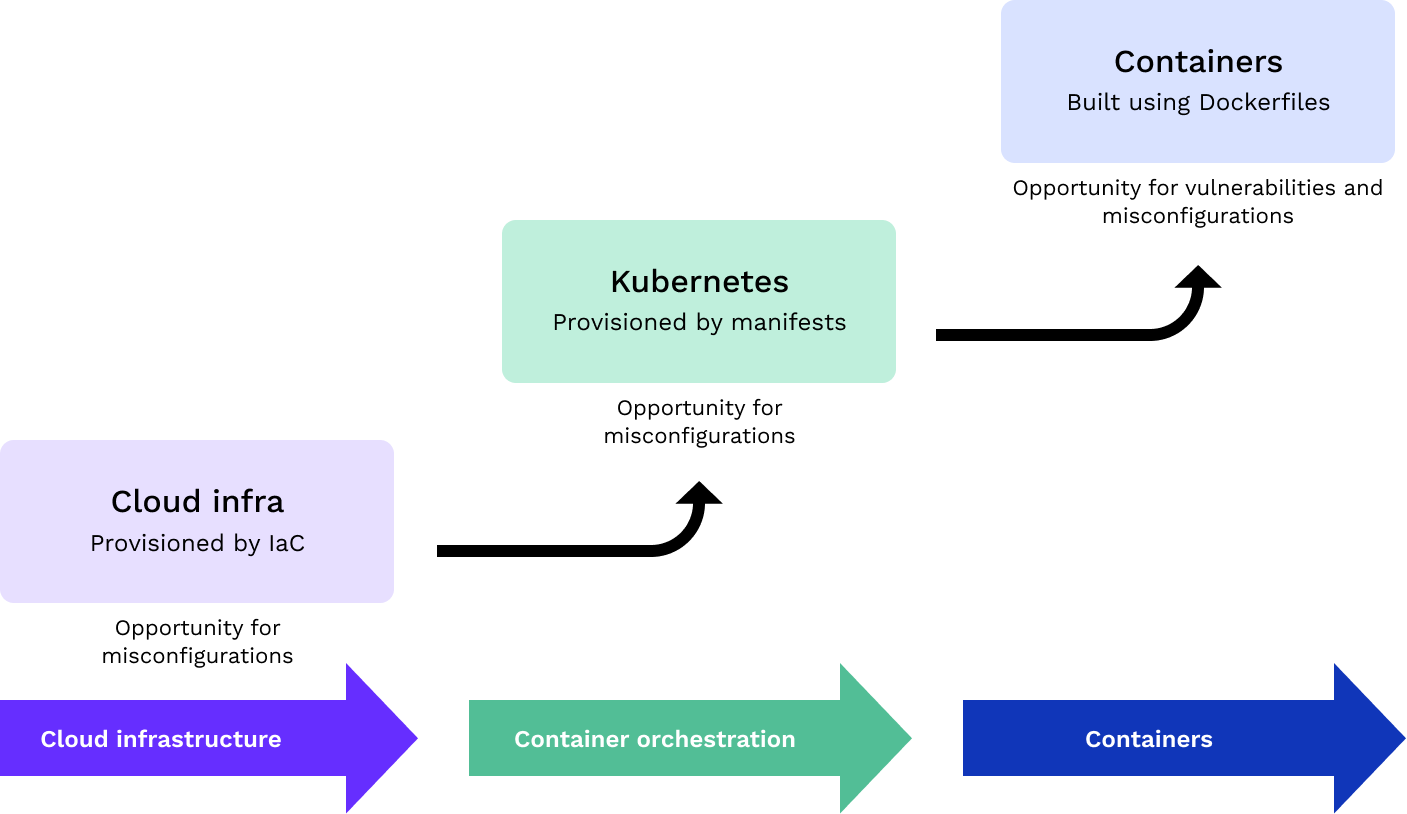 Containers
Built using Dockerfiles
Opportunity for vulnerabilities and
misconfigurations
Kubernetes
Provisioned by manifests
Opportunity for
misconfigurations
Cloud infra
Provisioned by IaC
Opportunity for
misconfigurations
Cloud infrastructure
Container orchestration
Containers